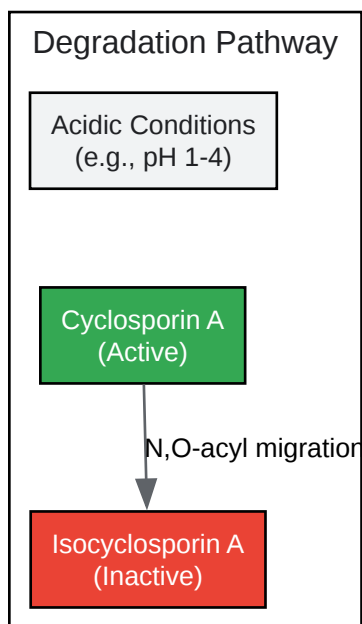 Degradation Pathway
Acidic Conditions
(e.g., pH 1-4)
Cyclosporin A
(Active)
N,O-acyl migration
Isocyclosporin A
(Inactive)